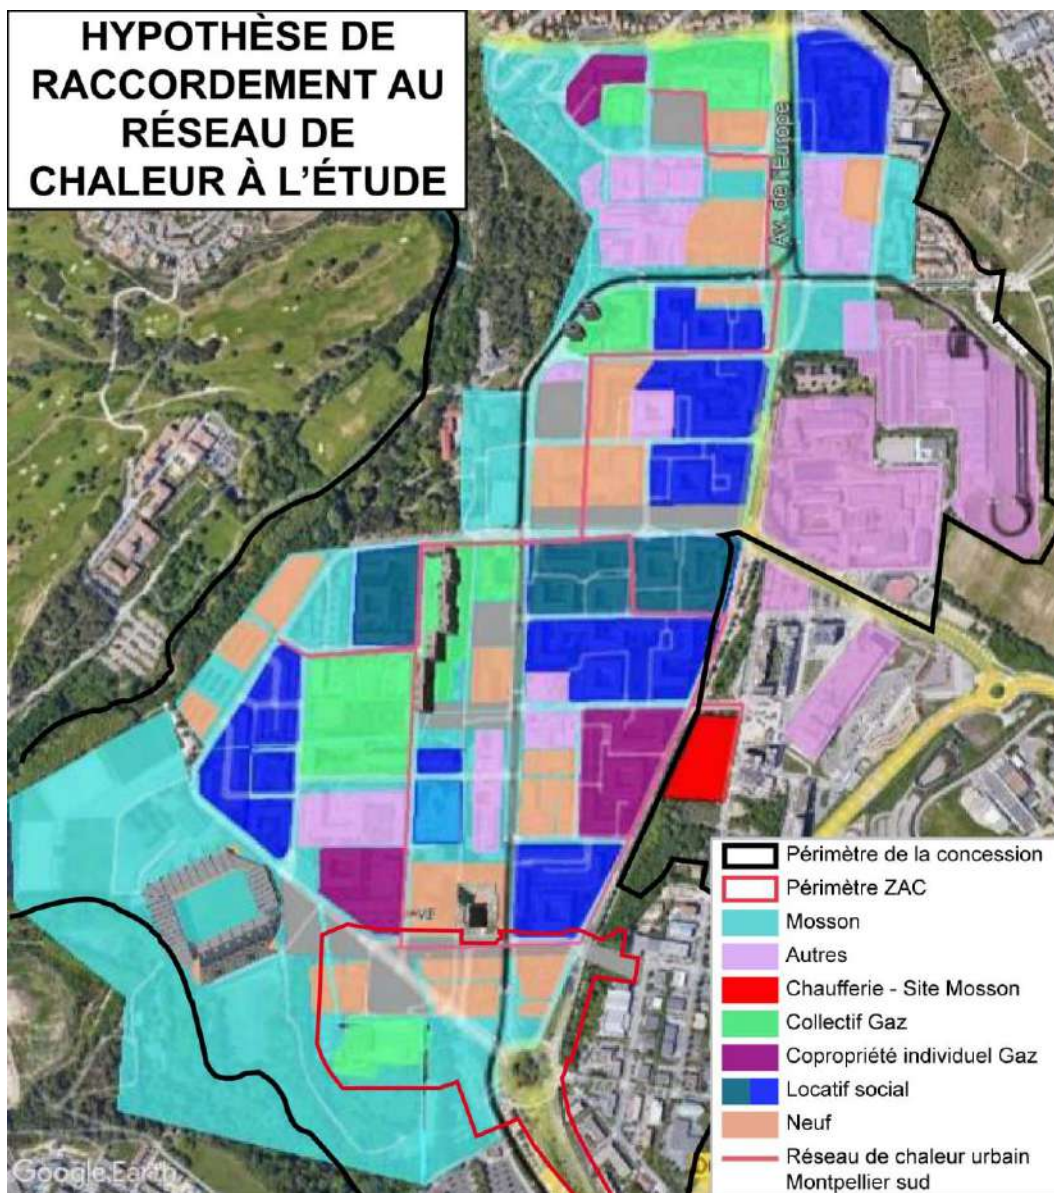 HYPOTHÈSE DE
RACCORDEMENT AU
RÉSEAU DE
CHALEUR À L'ÉTUDE
Av. de l'Europe
Périmètre de la concession
Périmètre ZAC
Mosson
Autres
Chaufferie - Site Mosson
Collectif Gaz
Copropriété individuel Gaz
Locatif social
Neuf
Réseau de chaleur urbain
Montpellier sud
Google Earth